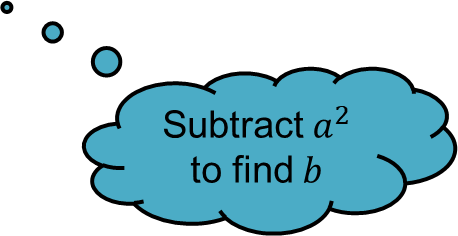 Subtract a²
to find b